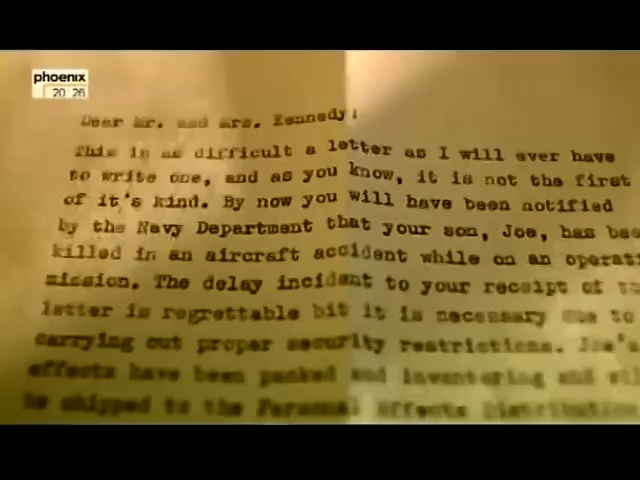 phoenix
20 26
Dear Mr. and Mrs. Kennedy:
This is as difficult a letter as I will ever have
to write one, and as you know, it is not the first
of it's kind. By now you will have been notified
by the Navy Department that your son, Joe, has bee
killed in an aircraft accident while on an operati
mission. The delay incident to your receipt of
letter is regrettable bit it is necessary due to
carrying out proper security restrictions. Joe's
effects have been packed and inventoring and wil
be shipped to the Personal Effects Distribution